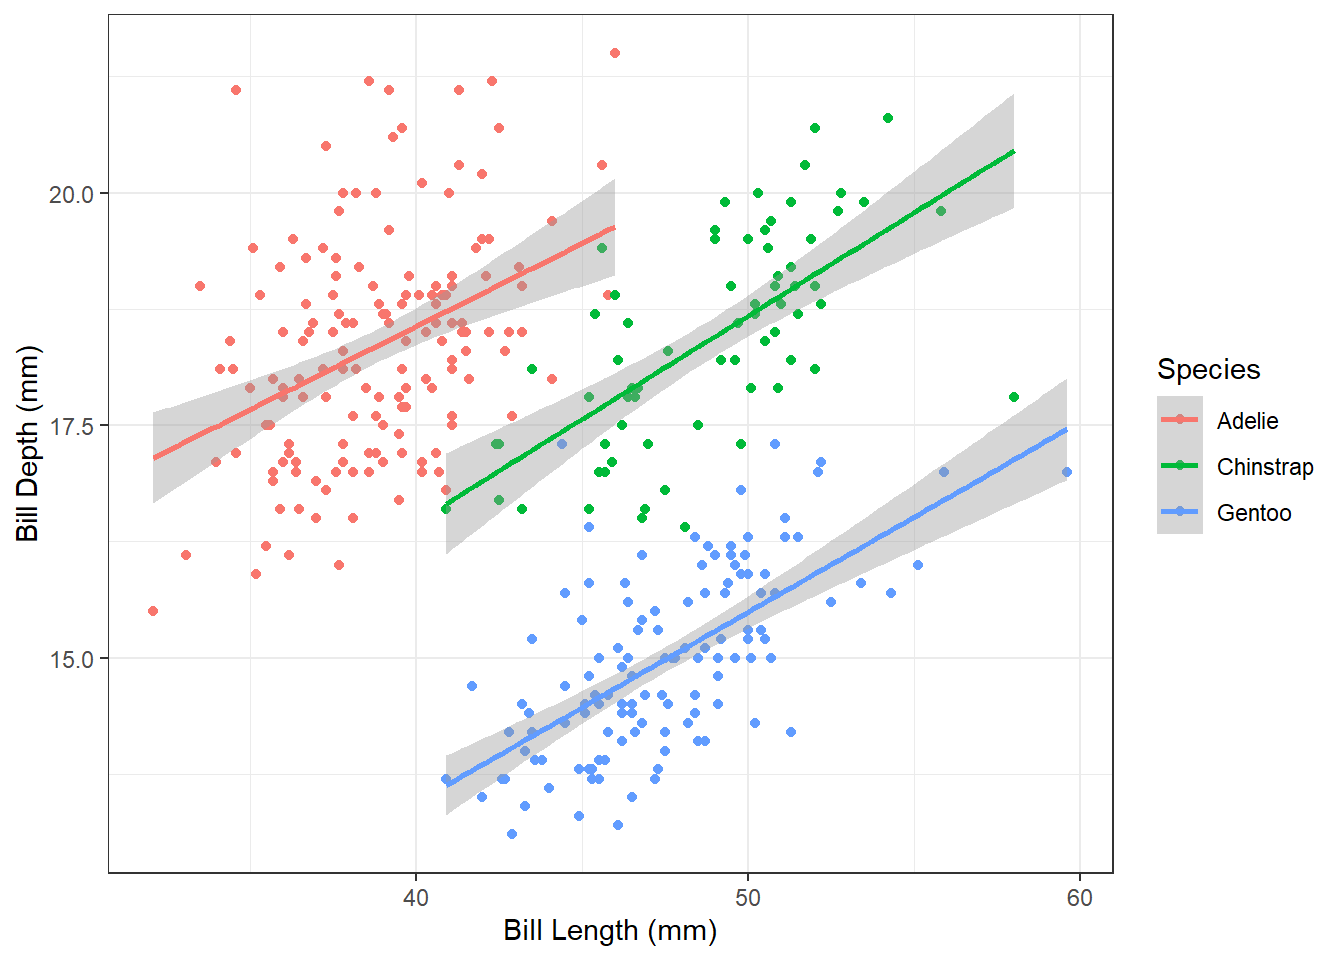 20.0
17.5
15.0
Bill Depth (mm)
40
50
60
Bill Length (mm)
Species
Adelie
Chinstrap
Gentoo